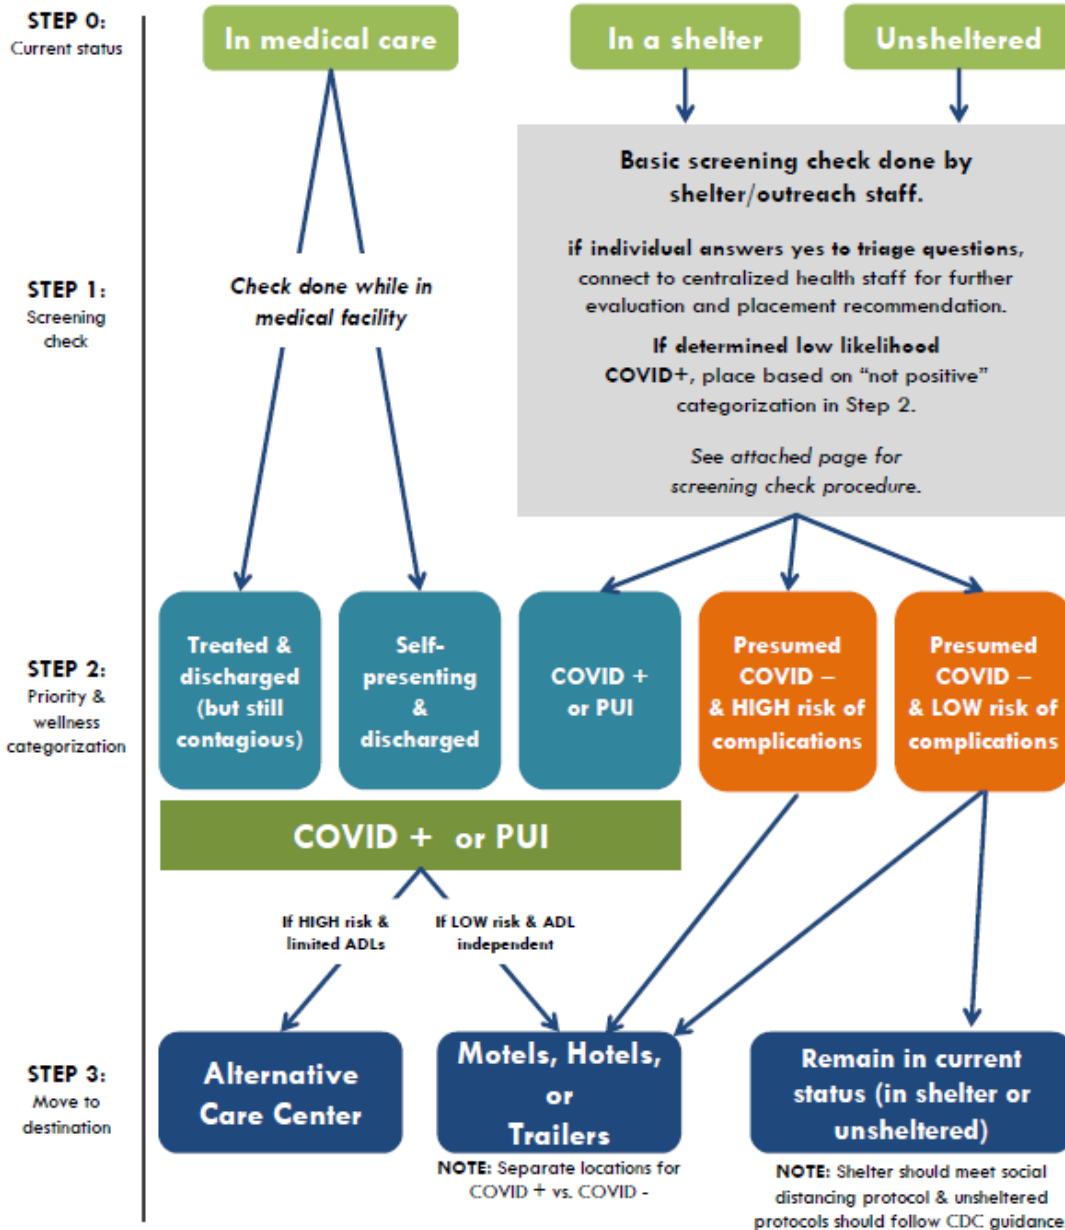 STEP 0:
Current status
In medical care
In a shelter
Unsheltered
STEP 1:
Screening
check
Check done while in
medical facility
Basic screening check done by
shelter/outreach staff.
if individual answers yes to triage questions,
connect to centralized health staff for further
evaluation and placement recommendation.
If determined low likelihood
COVID+, place based on “not positive”
categorization in Step 2.
See attached page for
screening check procedure.
STEP 2:
Priority &
wellness
categorization
Treated &
discharged
(but still
contagious)
Self-
presenting
&
discharged
COVID +
or PUI
Presumed
COVID –
& HIGH risk of
complications
Presumed
COVID –
& LOW risk of
complications
COVID + or PUI
If HIGH risk &
limited ADLs
If LOW risk & ADL
independent
STEP 3:
Move to
destination
Alternative
Care Center
Motels, Hotels,
or
Trailers
NOTE: Separate locations for
COVID + vs. COVID -
Remain in current
status (in shelter or
unsheltered)
NOTE: Shelter should meet social
distancing protocol & unsheltered
protocols should follow CDC guidance